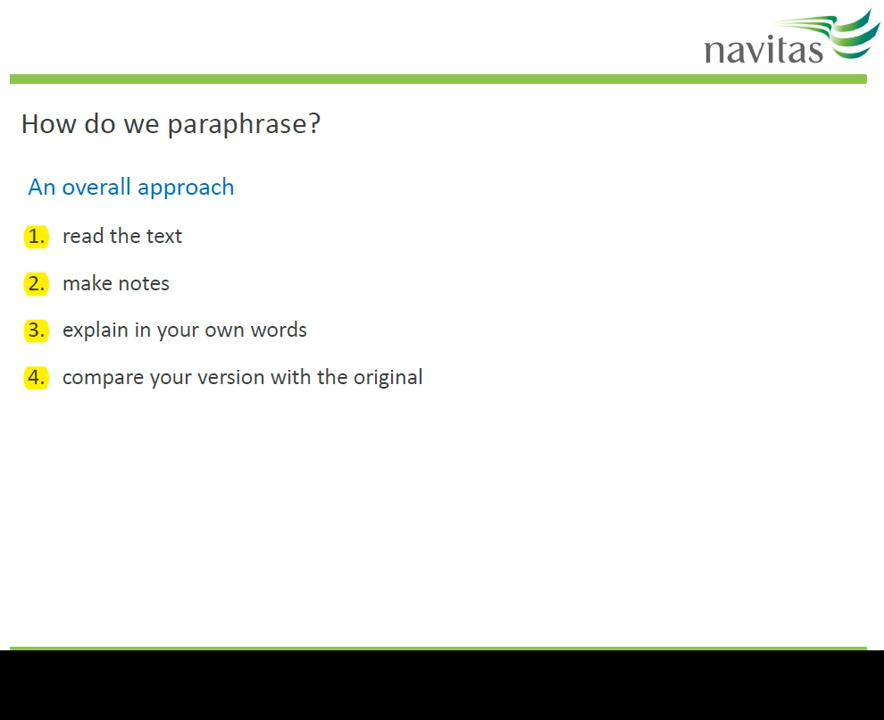 navitas
How do we paraphrase?
An overall approach
1. read the text
2. make notes
3. explain in your own words
4. compare your version with the original